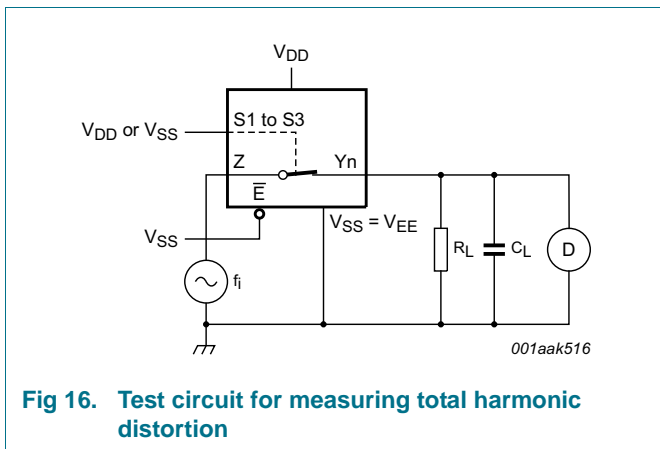 VDD
VDD or VSS
S1 to S3
Z
Yn
E
VSS
VSS = VEE
fi
RL
CL
D
001aak516
Fig 16. Test circuit for measuring total harmonic
distortion